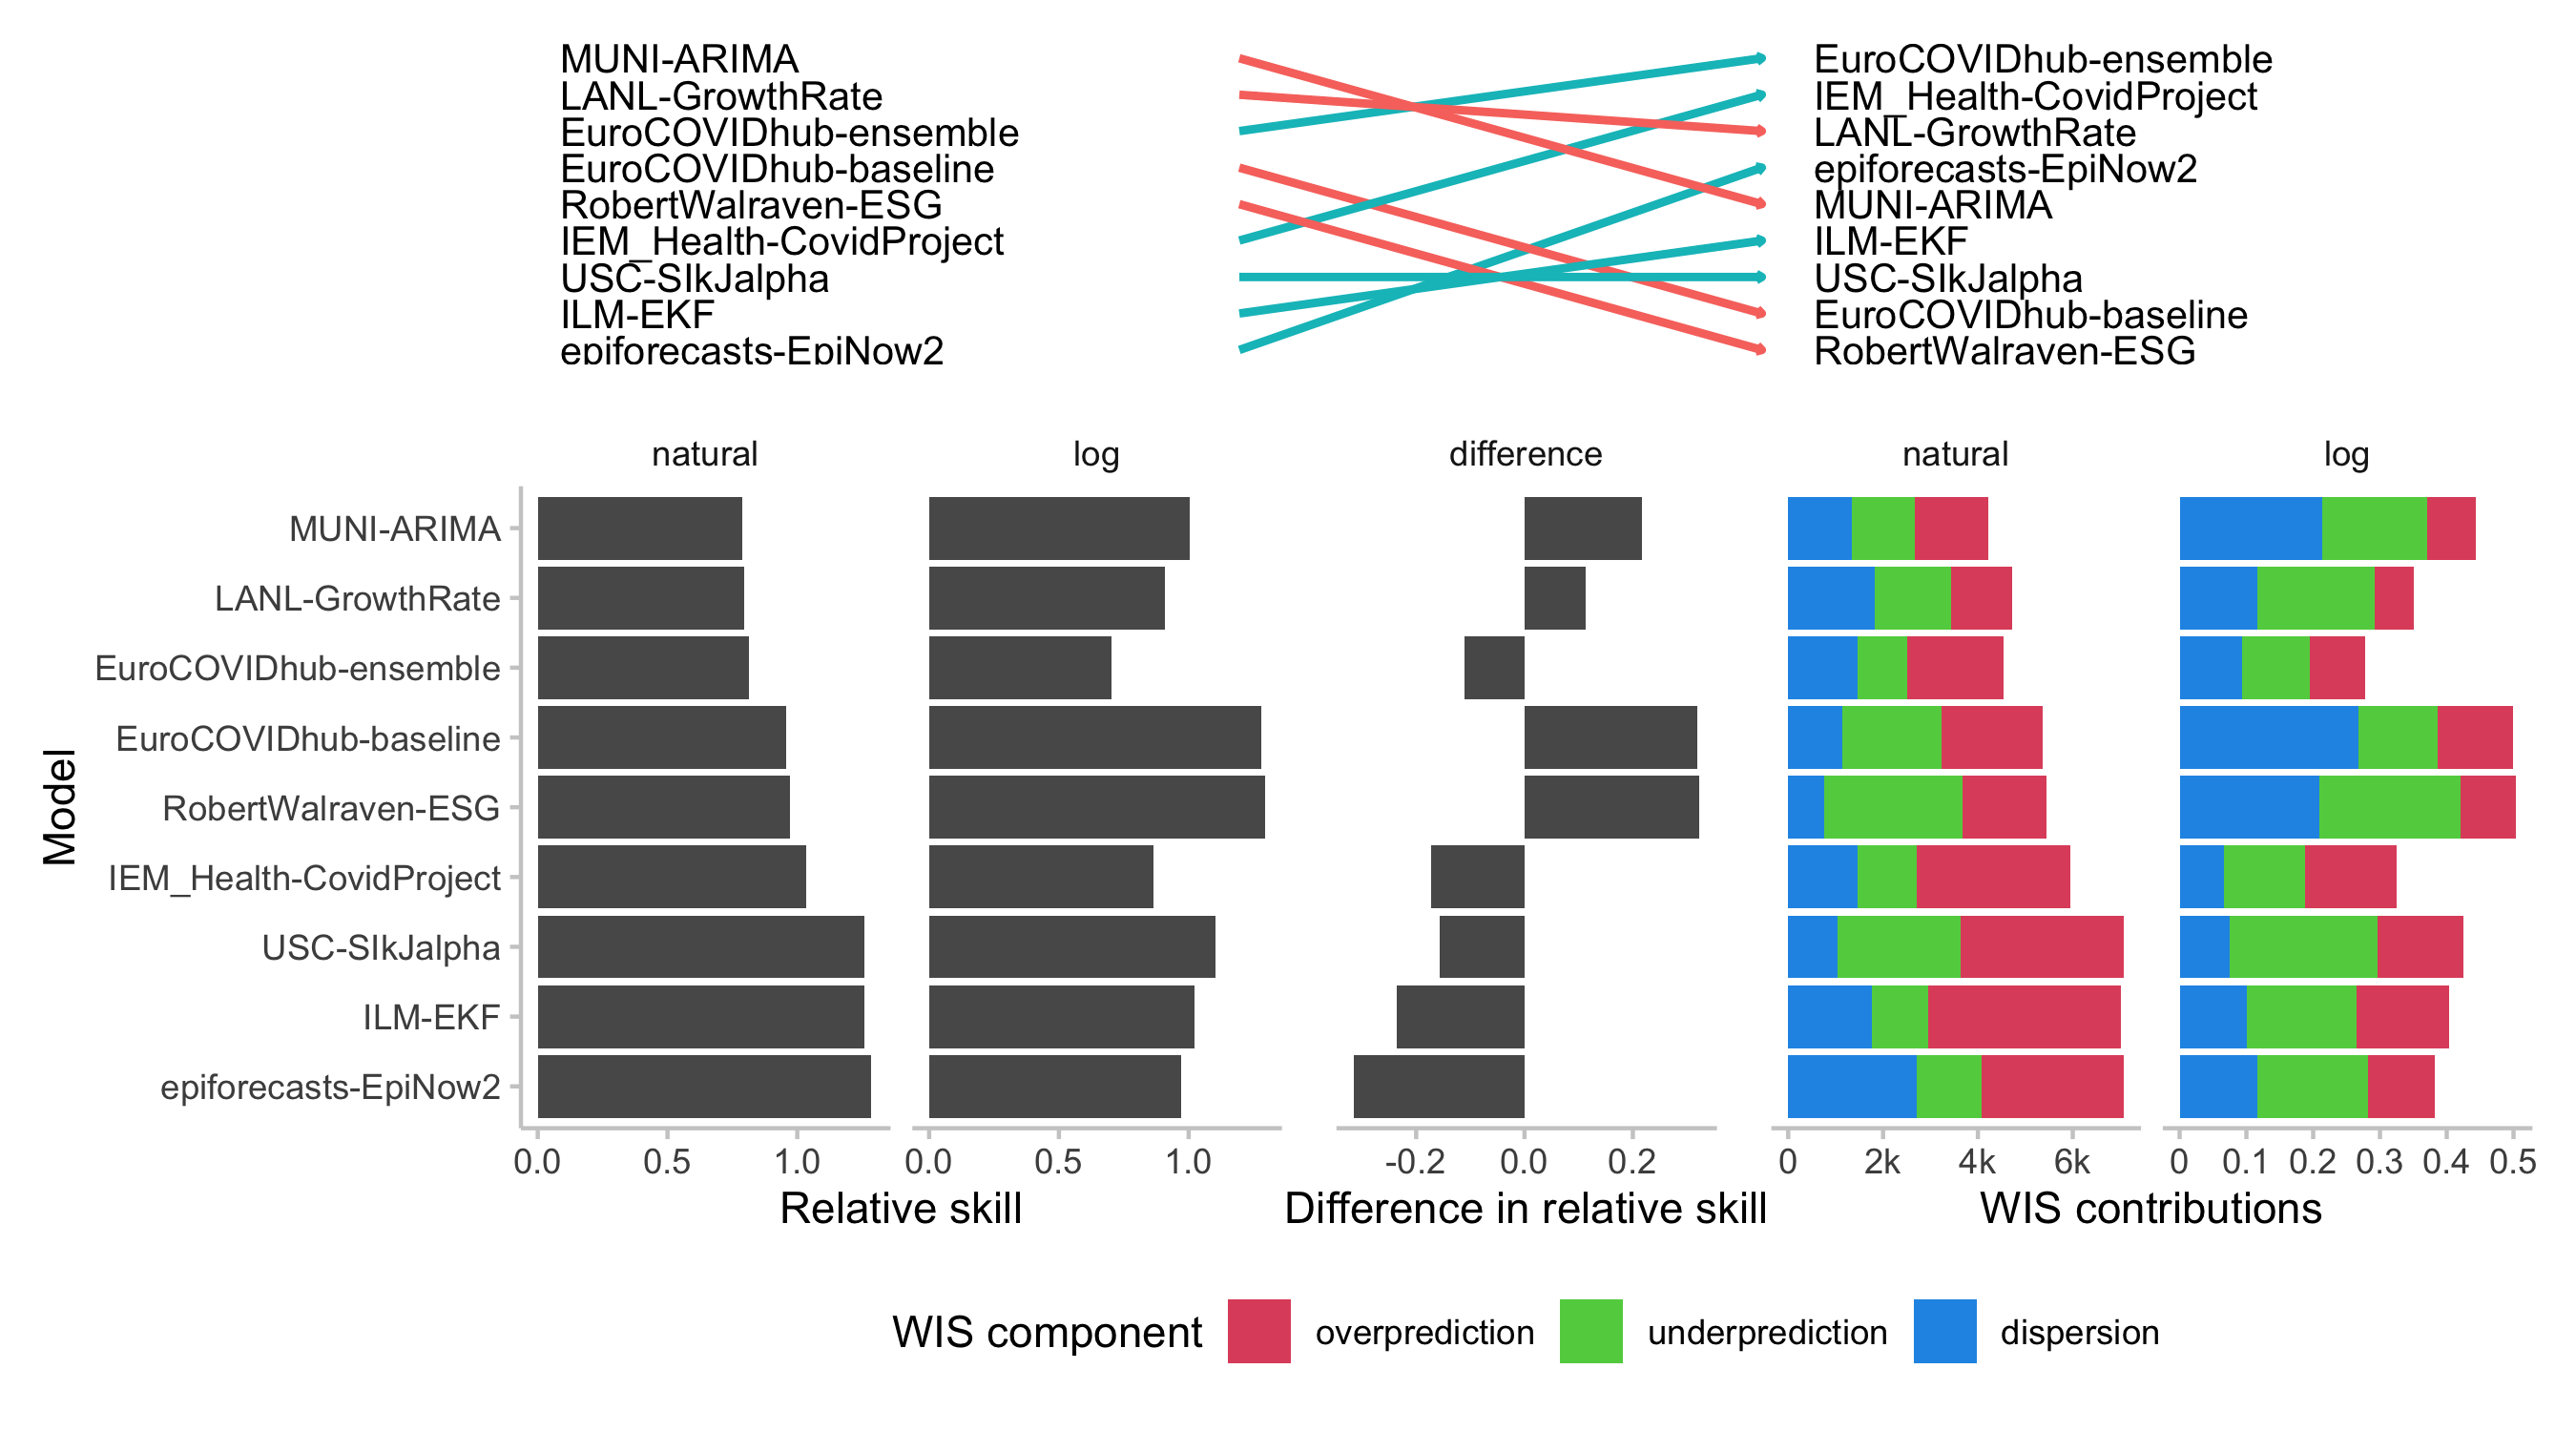 MUNI-ARIMA
LANL-GrowthRate
EuroCOVIDhub-ensemble
EuroCOVIDhub-baseline
RobertWalraven-ESG
IEM_Health-CovidProject
USC-SIkJalpha
ILM-EKF
epiforecasts-EpiNow2
EuroCOVIDhub-ensemble
IEM_Health-CovidProject
LANL-GrowthRate
epiforecasts-EpiNow2
MUNI-ARIMA
ILM-EKF
USC-SIkJalpha
EuroCOVIDhub-baseline
RobertWalraven-ESG
natural
log
difference
natural
log
Model
MUNI-ARIMA
LANL-GrowthRate
EuroCOVIDhub-ensemble
EuroCOVIDhub-baseline
RobertWalraven-ESG
IEM_Health-CovidProject
USC-SIkJalpha
ILM-EKF
epiforecasts-EpiNow2
0.0 0.5 1.0
0.0 0.5 1.0
-0.2 0.0 0.2
0 2k 4k 6k
0 0.1 0.2 0.3 0.4 0.5
Relative skill
Difference in relative skill
WIS contributions
WIS component overprediction underprediction dispersion